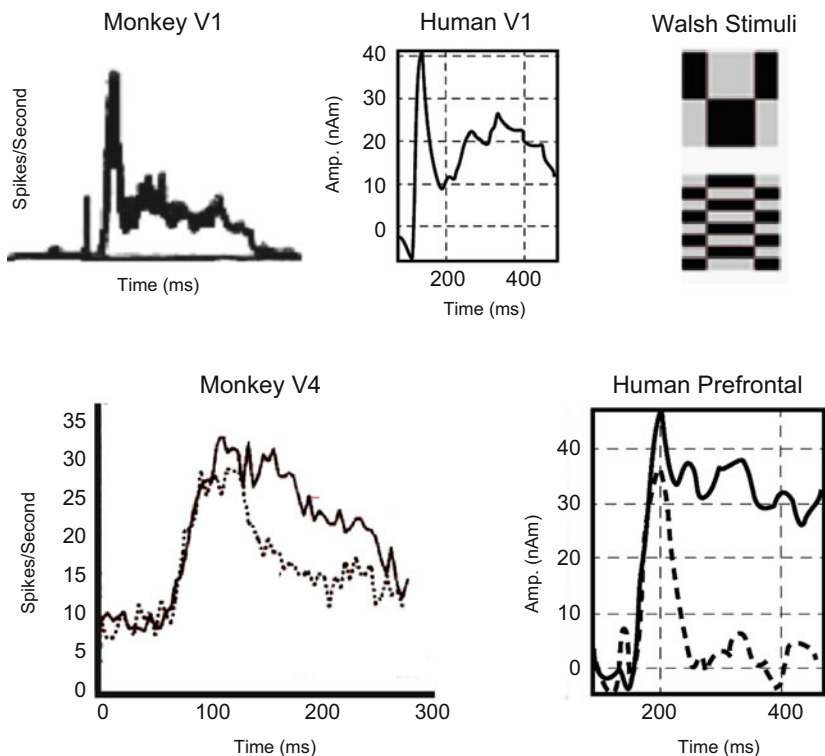 Monkey V1
Human V1
Walsh Stimuli
Spikes/Second
Time (ms)
Amp. (nAm)
40
30
20
10
0
200
400
Time (ms)
Monkey V4
Spikes/Second
35
30
25
20
15
10
5
0
0
100
200
300
Time (ms)
Human Prefrontal
Amp. (nAm)
40
30
20
10
0
200
400
Time (ms)